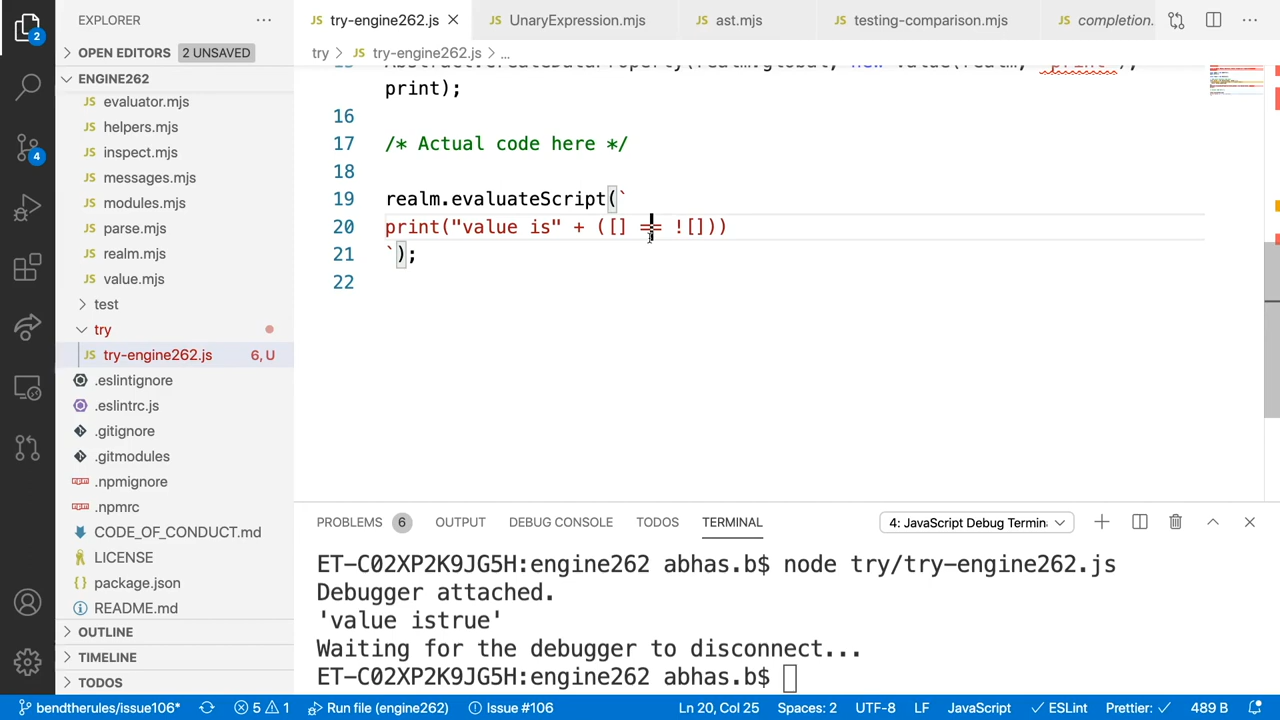 2
EXPLORER
try-engine262.js
UnaryExpression.mjs
ast.mjs
testing-comparison.mjs
completion.
OPEN EDITORS 2 UNSAVED
try > try-engine262.js > ...
ENGINE262
evaluator.mjs
helpers.mjs
inspect.mjs
messages.mjs
modules.mjs
parse.mjs
realm.mjs
value.mjs
test
try
try-engine262.js 6, U
.eslintignore
.eslintrc.js
.gitignore
.gitmodules
.npmignore
.npmrc
CODE_OF_CONDUCT.md
LICENSE
package.json
README.md
OUTLINE
TIMELINE
TODOS
4
print);
16
17 /* Actual code here */
18
19 realm.evaluateScript(`
20 print("value is" + ([] == ![]))
21 `);
22
PROBLEMS 6 OUTPUT DEBUG CONSOLE TODOS TERMINAL 4: JavaScript Debug Termin
ET-C02XP2K9JG5H:engine262 abhas.b$ node try/try-engine262.js
Debugger attached.
'value istrue'
Waiting for the debugger to disconnect...
ET-C02XP2K9JG5H:engine262 abhas.b$
bendtherules/issue106* 5 1 Run file (engine262) Issue #106 Ln 20, Col 25 Spaces: 2 UTF-8 LF JavaScript ESLint Prettier: 489 B